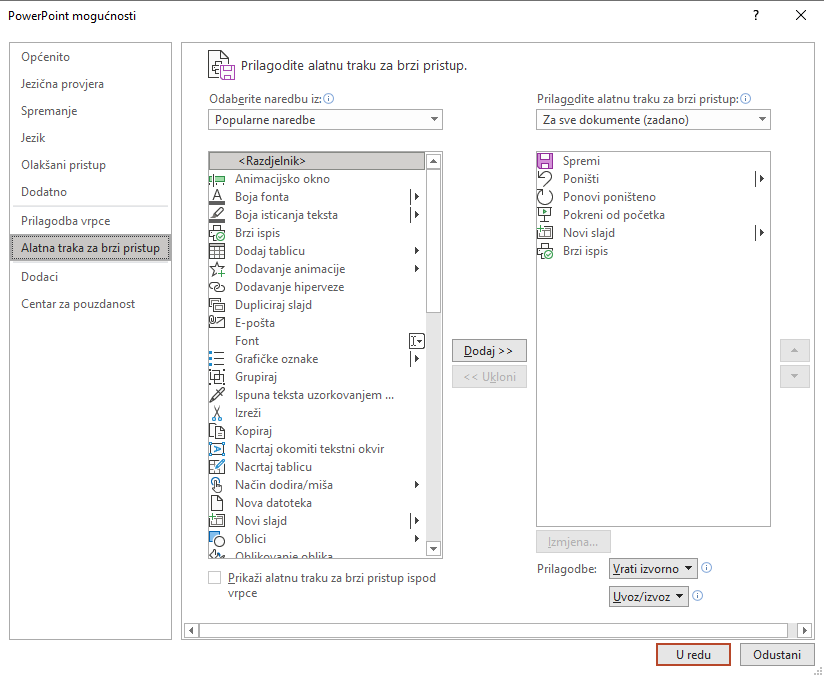 PowerPoint mogućnosti
?
Općenito
Jezična provjera
Spremanje
Jezik
Olakšani pristup
Dodatno
Prilagodba vrpce
Alatna traka za brzi pristup
Dodaci
Centar za pouzdanost
Prilagodite alatnu traku za brzi pristup.
Odaberite naredbu iz:
Popularne naredbe
<Razdjelnik>
Animacijsko okno
Boja fonta
Boja isticanja teksta
Brzi ispis
Dodaj tablicu
Dodavanje animacije
Dodavanje hiperveze
Dupliciraj slajd
E-pošta
Font
Grafičke oznake
Grupiraj
Ispuna teksta uzorkovanjem ...
Izreži
Kopiraj
Nacrtaj okomiti tekstni okvir
Nacrtaj tablicu
Način dodira/miša
Nova datoteka
Novi slajd
Oblici
Oblikovanje oblika
Prikaži alatnu traku za brzi pristup ispod
vrpce
Dodaj >>
<< Ukloni
Prilagodite alatnu traku za brzi pristup:
Za sve dokumente (zadano)
Spremi
Poništi
Ponovi poništeno
Pokreni od početka
Novi slajd
Brzi ispis
Izmjena...
Prilagodbe:
Vrati izvorno
Uvoz/izvoz
U redu
Odustani